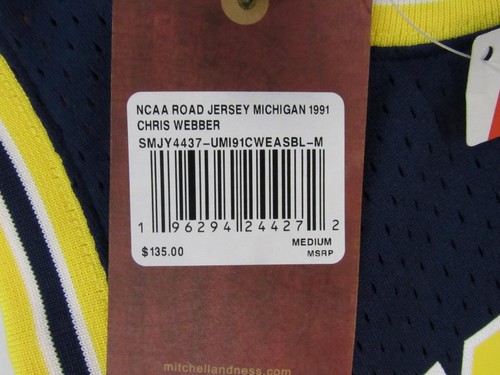 NCAA ROAD JERSEY MICHIGAN 1991
CHRIS WEBBER
SMJY4437-UMI91CWEASBL-M
1 96294 24427 2
MEDIUM
$135.00 MSRP
mitchellandness.com